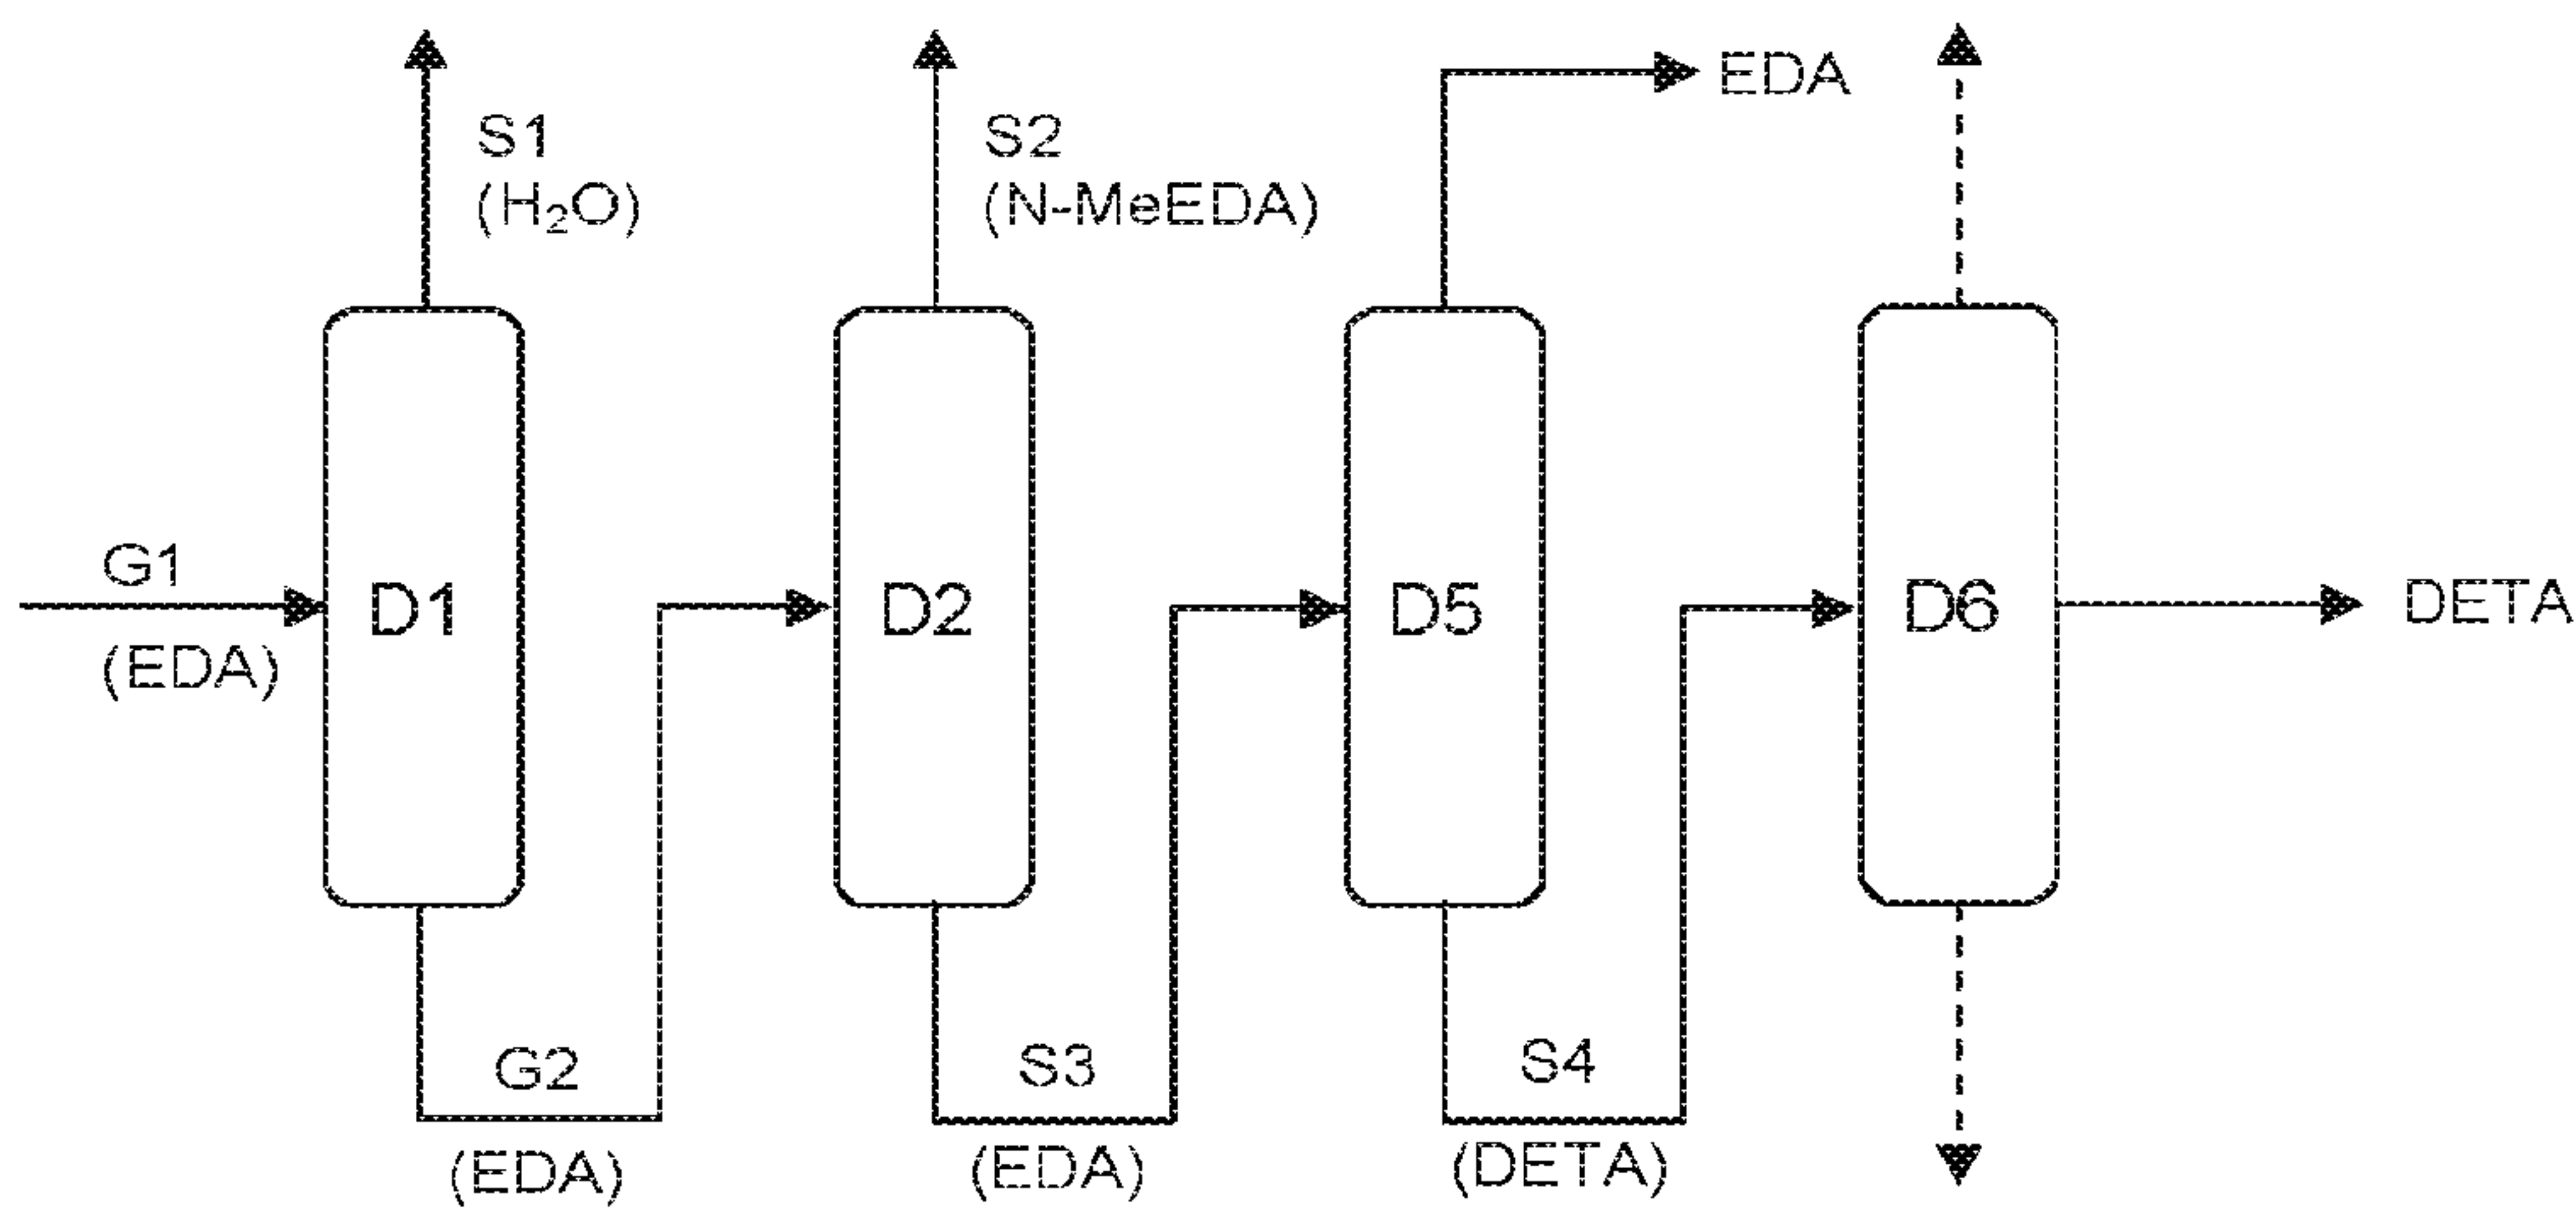 EDA
S1
(H₂O)
S2
(N-MeEDA)
G1
(EDA)
D1
D2
D5
D6
DETA
G2
(EDA)
S3
(EDA)
S4
(DETA)